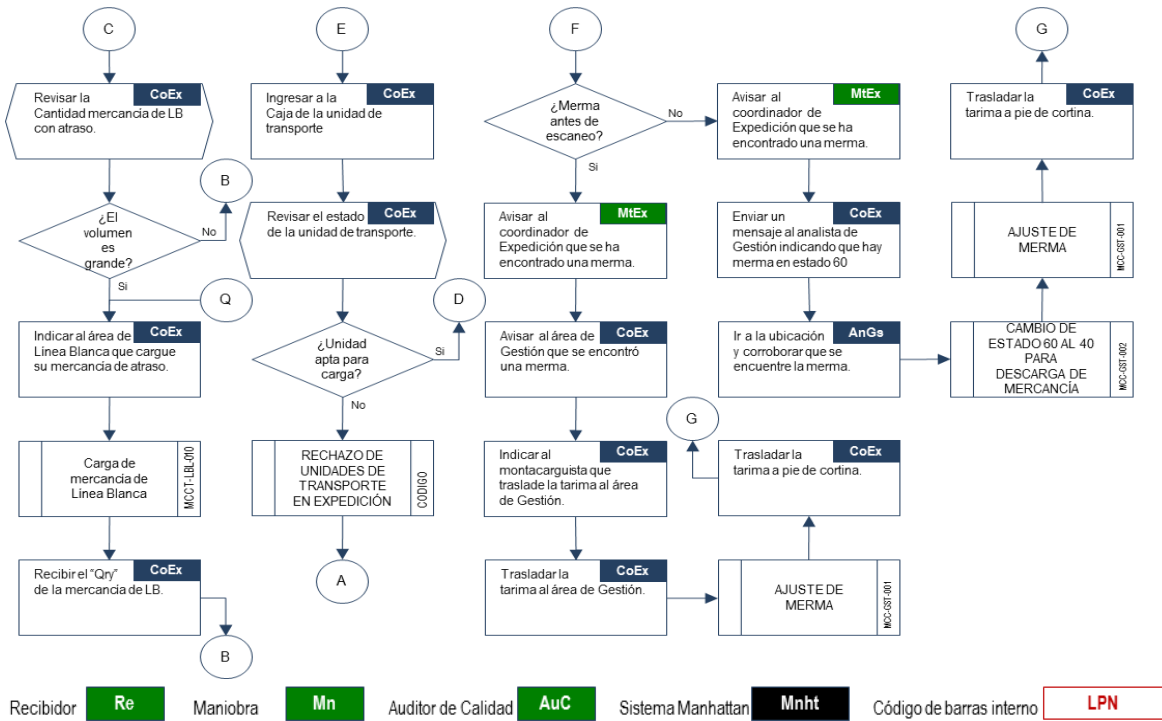 C
Revisar la
Cantidad mercancía de LB
con atraso.
CoEx
¿El
volumen
es
grande?
No
B
Si
Q
Indicar al área de
Línea Blanca que cargue
su mercancía de atraso.
CoEx
Carga de
mercancía de
Línea Blanca
MCCT-LBL-010
Recibir el “Qry”
de la mercancía de LB.
CoEx
B
E
Ingresar a la
Caja de la unidad de
transporte
CoEx
Revisar el estado
de la unidad de transporte.
CoEx
¿Unidad
apta para
carga?
Si
D
No
RECHAZO DE
UNIDADES DE
TRANSPORTE
EN EXPEDICIÓN
CODIGO
A
F
¿Merma
antes de
escaneo?
No
Si
Avisar al
coordinador de
Expedición que se ha
encontrado una merma.
MtEx
Avisar al área de
Gestión que se encontró
una merma.
CoEx
Indicar al
montacarguista que
traslade la tarima al área
de Gestión.
CoEx
Trasladar la
tarima al área de Gestión.
CoEx
Avisar al
coordinador de
Expedición que se ha
encontrado una merma.
MtEx
Enviar un
mensaje al analista de
Gestión indicando que hay
merma en estado 60
CoEx
Ir a la ubicación
y corroborar que se
encuentre la merma.
AnGs
G
Trasladar la
tarima a pie de cortina.
CoEx
AJUSTE DE
MERMA
MCC-GST-001
G
Trasladar la
tarima a pie de cortina.
CoEx
AJUSTE DE
MERMA
MCC-GST-001
CAMBIO DE
ESTADO 60 AL 40
PARA
DESCARGA DE
MERCANCÍA
MCC-GST-002
Recibidor Re Maniobra Mn Auditor de Calidad AuC Sistema Manhattan Mnht Código de barras interno LPN